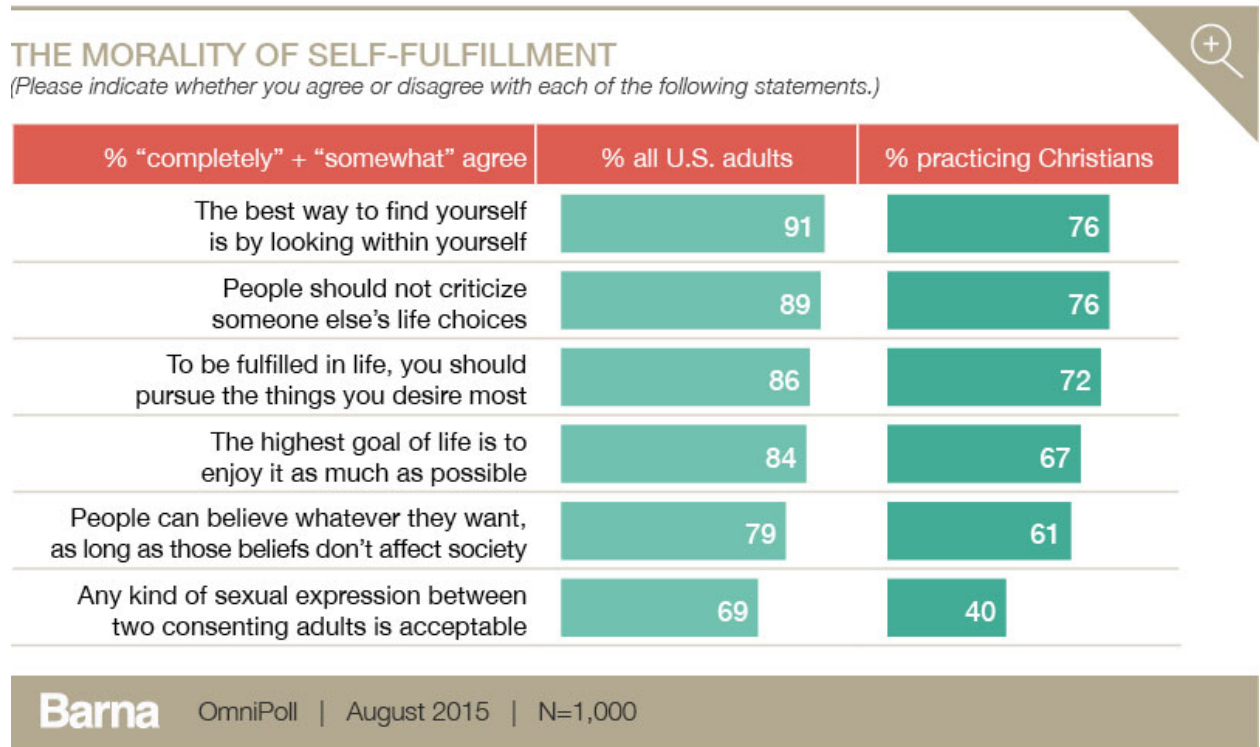 THE MORALITY OF SELF-FULFILLMENT
(Please indicate whether you agree or disagree with each of the following statements.)
% “completely” + “somewhat” agree % all U.S. adults % practicing Christians
The best way to find yourself
is by looking within yourself
91 76
People should not criticize
someone else’s life choices
89 76
To be fulfilled in life, you should
pursue the things you desire most
86 72
The highest goal of life is to
enjoy it as much as possible
84 67
People can believe whatever they want,
as long as those beliefs don’t affect society
79 61
Any kind of sexual expression between
two consenting adults is acceptable
69 40
Barna OmniPoll | August 2015 | N=1,000